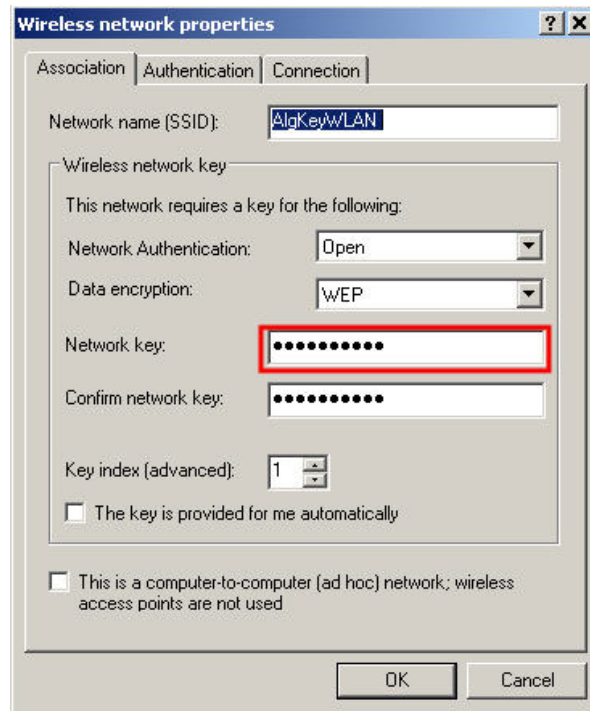 Wireless network properties
Association Authentication Connection
Network name (SSID): AlgKeyWLAN
Wireless network key
This network requires a key for the following:
Network Authentication: Open
Data encryption: WEP
Network key: ●●●●●●●●●●
Confirm network key: ●●●●●●●●●●
Key index (advanced): 1
The key is provided for me automatically
This is a computer-to-computer (ad hoc) network; wireless
access points are not used
OK Cancel